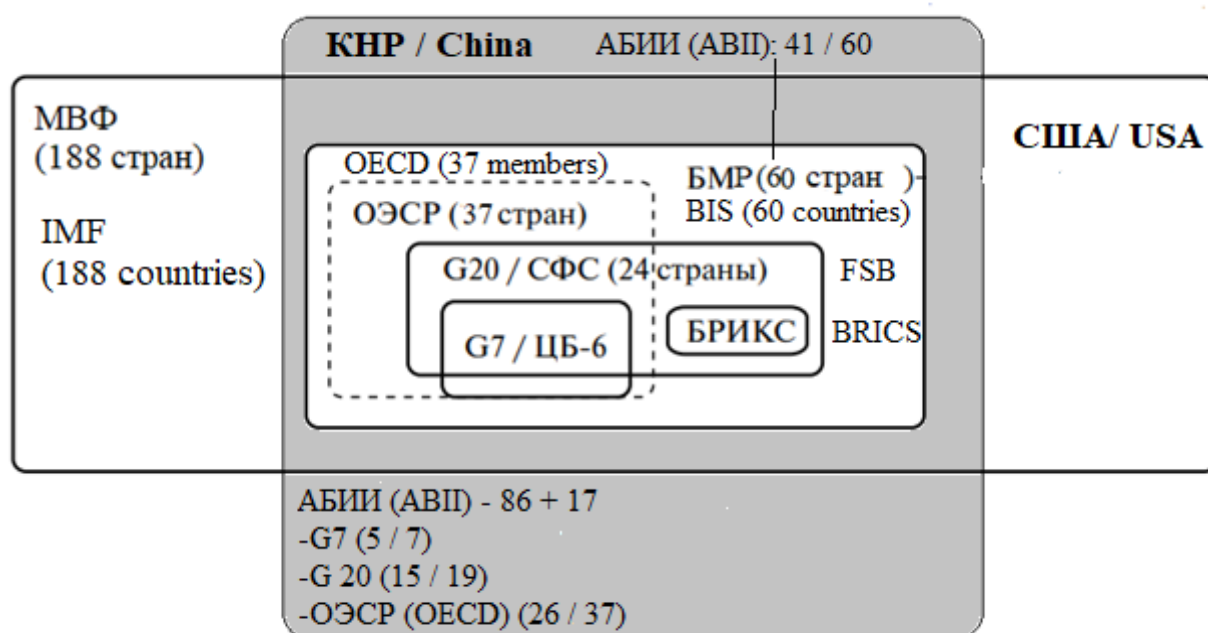 КНР / China АБИИ (ABII): 41 / 60
МВФ
(188 стран)
IMF
(188 countries)
США/ USA
OECD (37 members)
ОЭСР (37 стран)
БМР (60 стран )
BIS (60 countries)
G20 / СФС (24 страны)
FSB
G7 / ЦБ-6
БРИКС
BRICS
АБИИ (ABII) - 86 + 17
-G7 (5 / 7)
-G 20 (15 / 19)
-ОЭСР (OECD) (26 / 37)